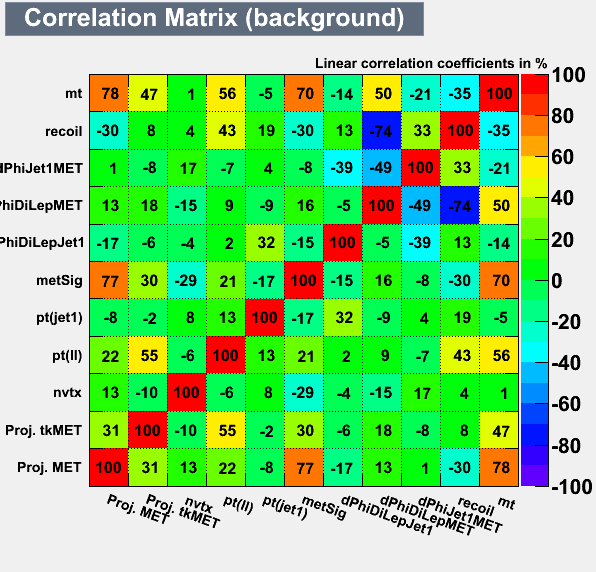 Correlation Matrix (background)
Linear correlation coefficients in %
mt 78 47 1 56 -5 70 -14 50 -21 -35 100
recoil -30 8 4 43 19 -30 13 -74 33 100 -35
dPhiJet1MET 1 -8 17 -7 4 -8 -39 -49 100 33 -21
PhiDiLepMET 13 18 -15 9 -9 16 -5 100 -49 -74 50
PhiDiLepJet1 -17 -6 -4 2 32 -15 100 -5 -39 13 -14
metSig 77 30 -29 21 -17 100 -15 16 -8 -30 70
pt(jet1) -8 -2 8 13 100 -17 32 -9 4 19 -5
pt(ll) 22 55 -6 100 13 21 2 9 -7 43 56
nvtx 13 -10 100 -6 8 -29 -4 -15 17 4 1
Proj. tkMET 31 100 -10 55 -2 30 -6 18 -8 8 47
Proj. MET 100 31 13 22 -8 77 -17 13 1 -30 78
Proj. MET Proj. tkMET nvtx pt(ll) pt(jet1) metSig dPhiDiLepJet1 dPhiDiLepMET dPhiJet1MET recoil mt
100
80
60
40
20
0
-20
-40
-60
-80
-100